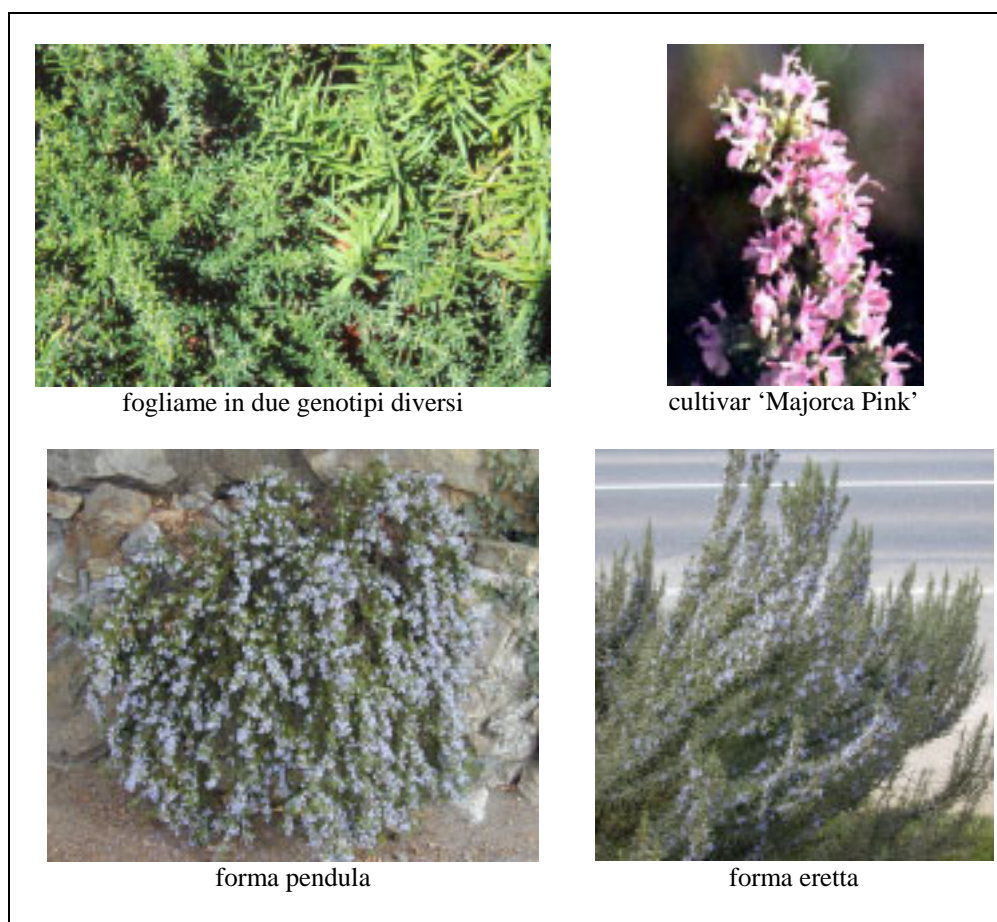 fogliame in due genotipi diversi
cultivar ‘Majorca Pink’
forma pendula
forma eretta